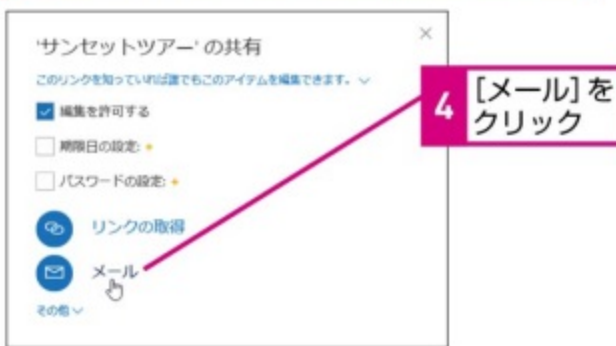 'サンセットツアー' の共有
このリンクを知っていれば誰でもこのアイテムを編集できます。
編集を許可する
期限日の設定:
パスワードの設定:
リンクの取得
メール
その他
4 [メール]を
クリック